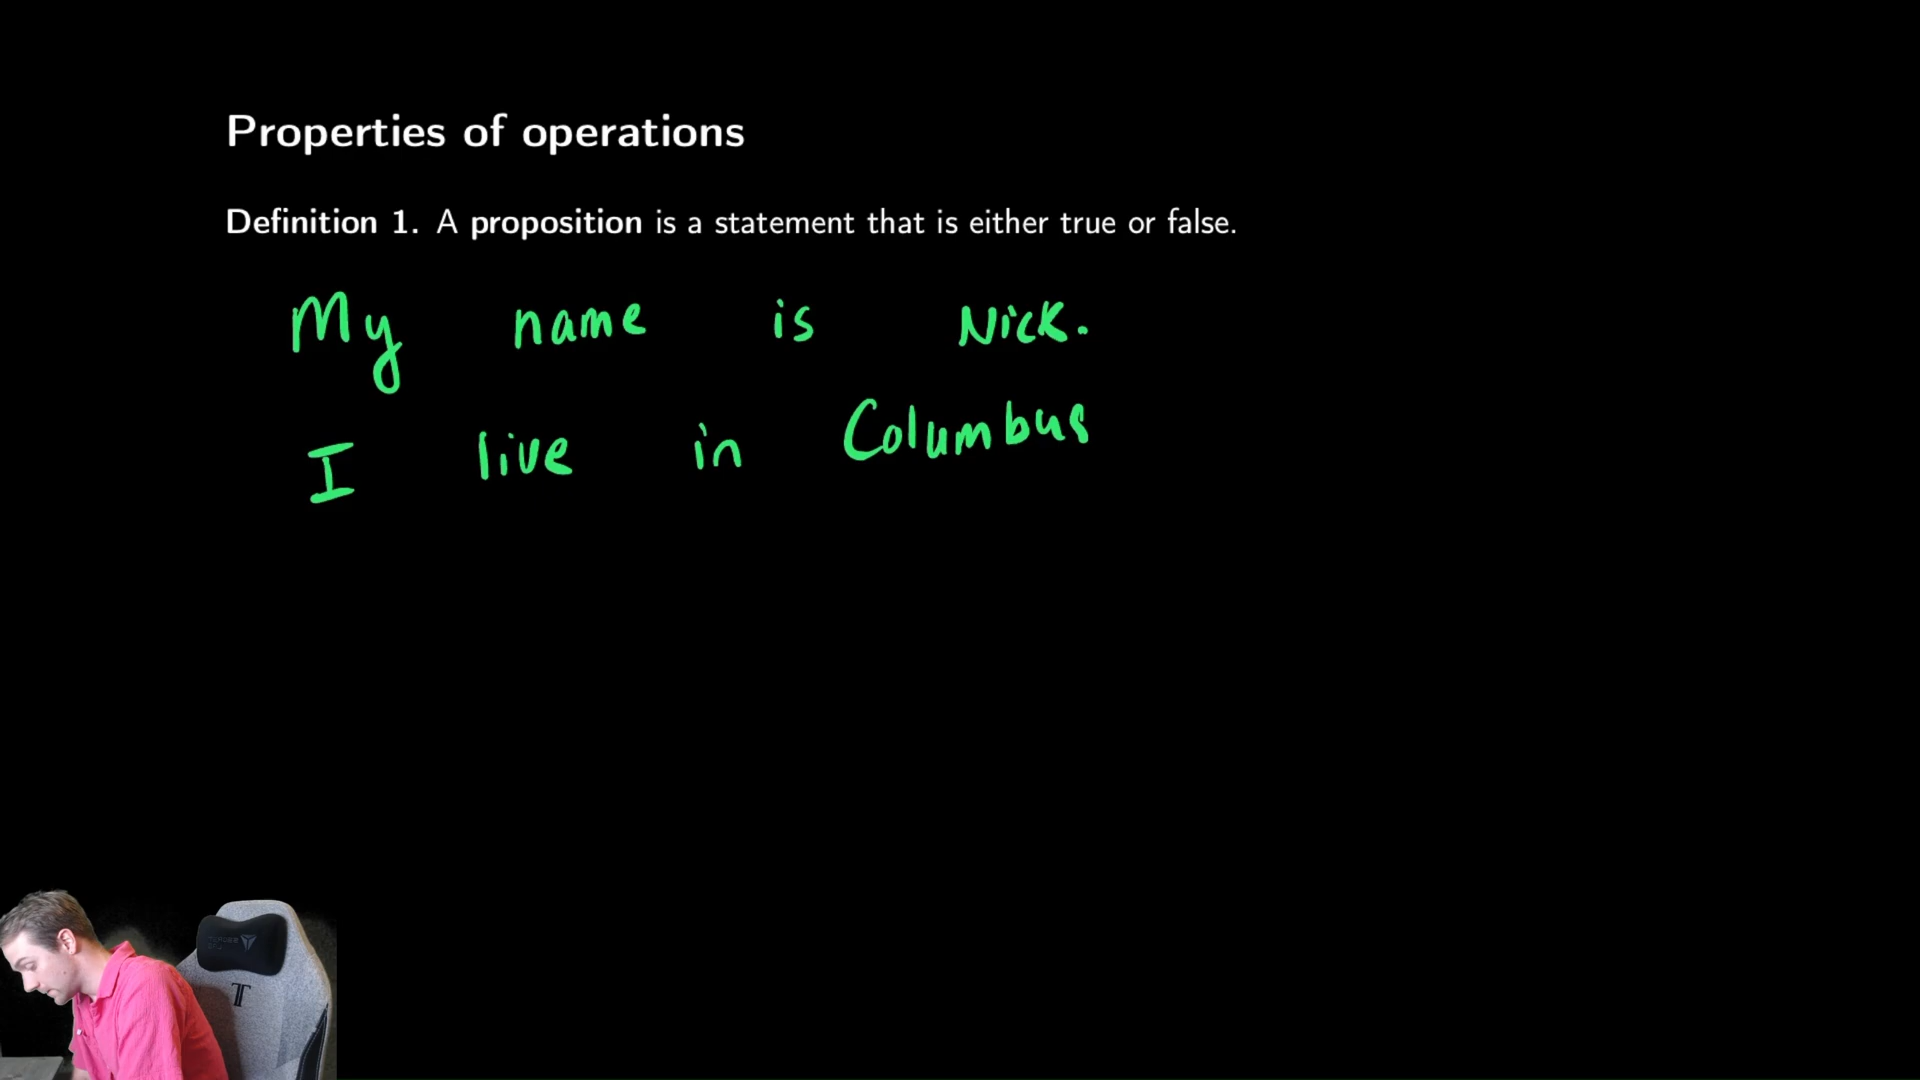 Properties of operations
Definition 1. A proposition is a statement that is either true or false.
My name is Nick.
I live in Columbus